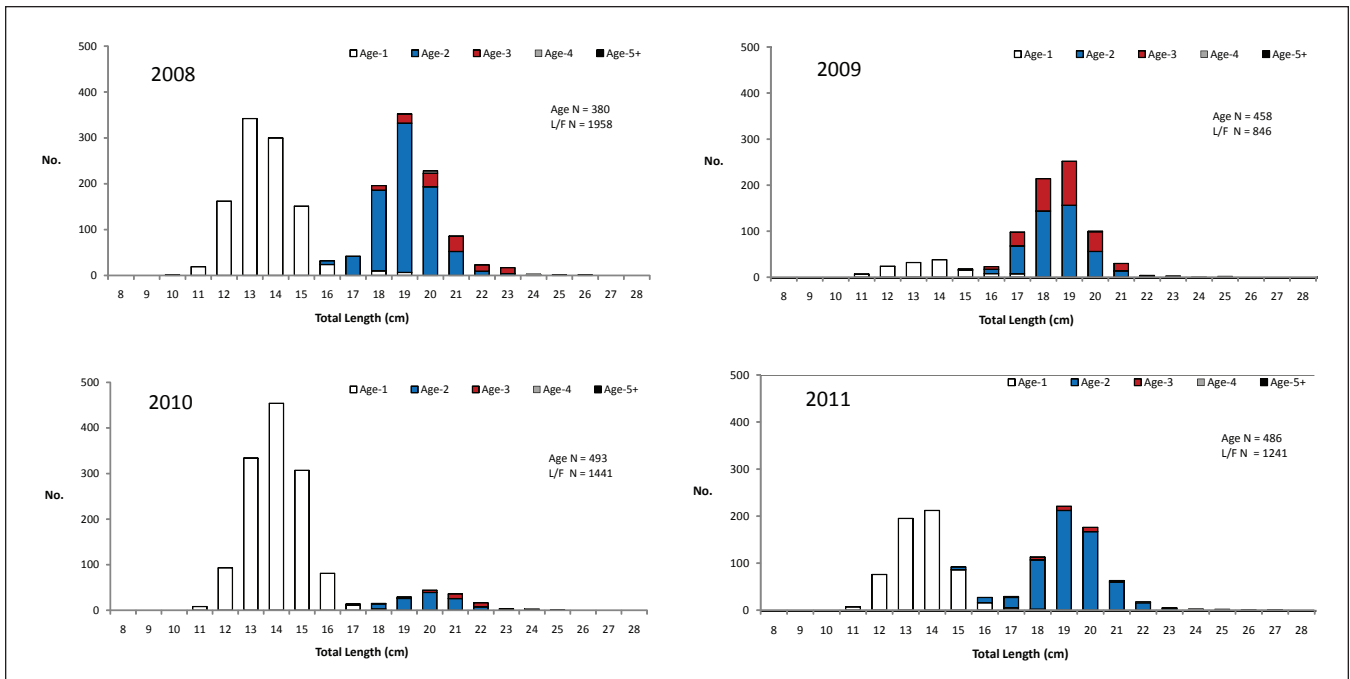 500
Age-1 Age-2 Age-3 Age-4 Age-5+
2008
400
Age N = 380
L/F N = 1958
300
No.
200
100
0
8 9 10 11 12 13 14 15 16 17 18 19 20 21 22 23 24 25 26 27 28
Total Length (cm)
500
Age-1 Age-2 Age-3 Age-4 Age-5+
2009
400
Age N = 458
L/F N = 846
300
No.
200
100
0
8 9 10 11 12 13 14 15 16 17 18 19 20 21 22 23 24 25 26 27 28
Total Length (cm)
500
Age-1 Age-2 Age-3 Age-4 Age-5+
2010
400
Age N = 493
L/F N = 1441
300
No.
200
100
0
8 9 10 11 12 13 14 15 16 17 18 19 20 21 22 23 24 25 26 27 28
Total Length (cm)
500
Age-1 Age-2 Age-3 Age-4 Age-5+
2011
400
Age N = 486
L/F N = 1241
300
No.
200
100
0
8 9 10 11 12 13 14 15 16 17 18 19 20 21 22 23 24 25 26 27 28
Total Length (cm)